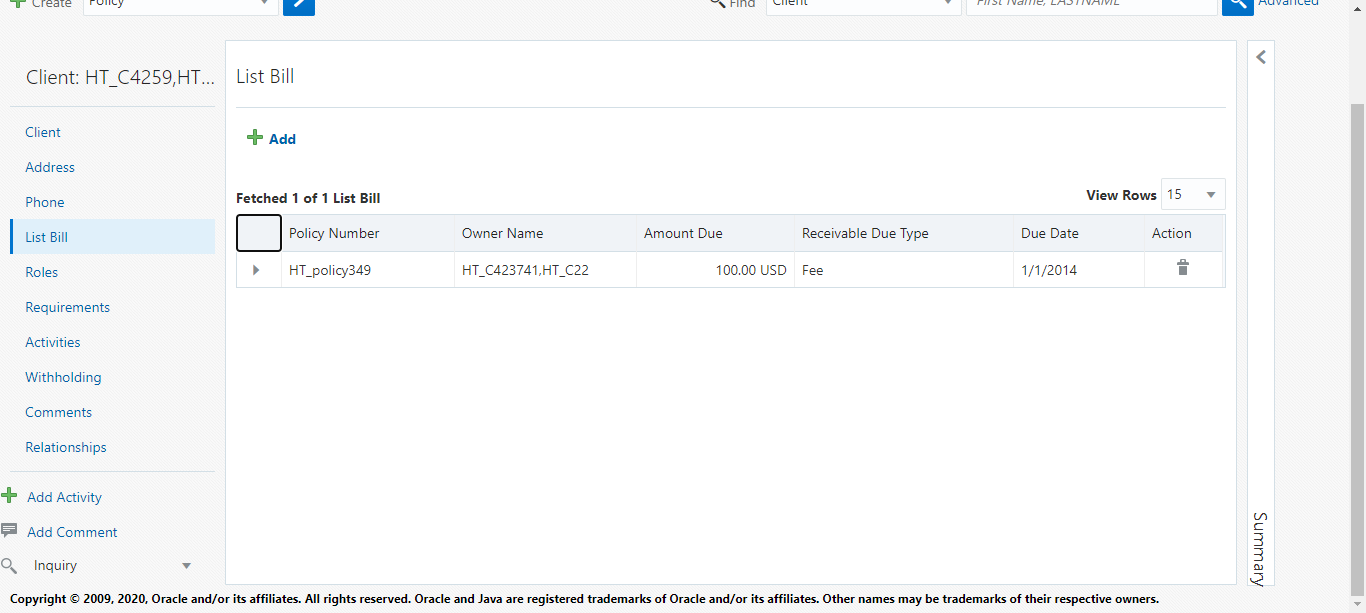 Create Policy Find Client First Name, LASTNAME Advanced
Client: HT_C4259,HT...
Client
Address
Phone
List Bill
Roles
Requirements
Activities
Withholding
Comments
Relationships
Add Activity
Add Comment
Inquiry
List Bill
Add
Fetched 1 of 1 List Bill View Rows 15
Policy Number Owner Name Amount Due Receivable Due Type Due Date Action
HT_policy349 HT_C423741,HT_C22 100.00 USD Fee 1/1/2014
Summary
Copyright © 2009, 2020, Oracle and/or its affiliates. All rights reserved. Oracle and Java are registered trademarks of Oracle and/or its affiliates. Other names may be trademarks of their respective owners.